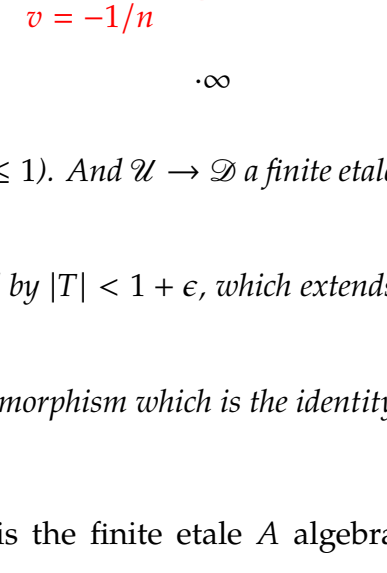 v = −1/n
·∞
≤ 1). And 𝒰 → 𝒟 a finite etale
by |T| < 1 + ϵ, which extends
morphism which is the identity
is the finite etale A algebra